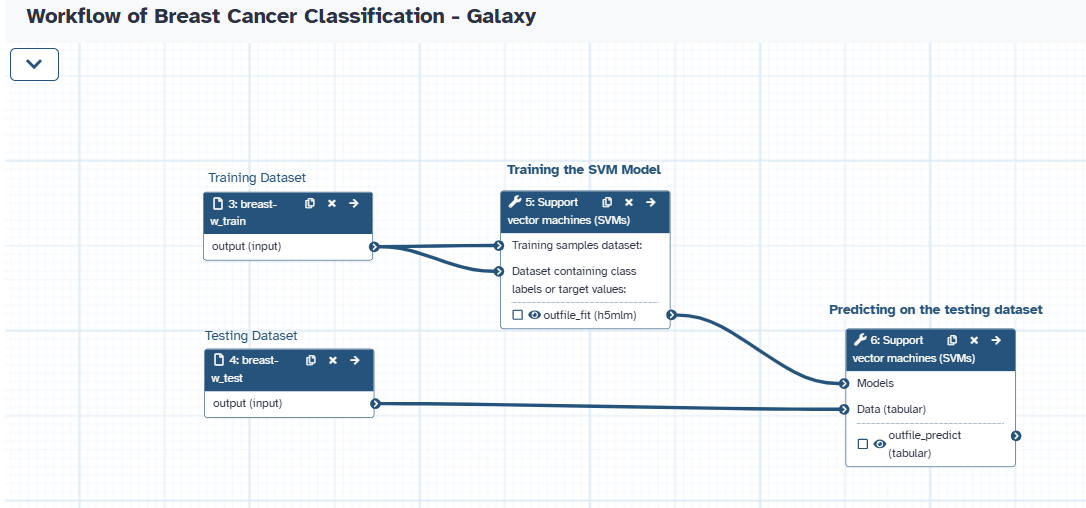 Workflow of Breast Cancer Classification - Galaxy
Training Dataset
3: breast-
w_train
output (input)
Training the SVM Model
5: Support
vector machines (SVMs)
Training samples dataset:
Dataset containing class
labels or target values:
outfile_fit (h5mlm)
Testing Dataset
4: breast-
w_test
output (input)
Predicting on the testing dataset
6: Support
vector machines (SVMs)
Models
Data (tabular)
outfile_predict
(tabular)